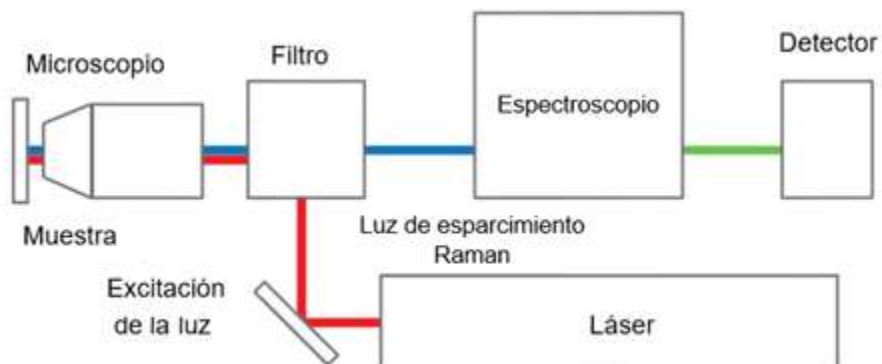 Microscopio
Filtro
Detector
Espectroscopio
Muestra
Luz de esparcimiento
Raman
Excitación
de la luz
Láser